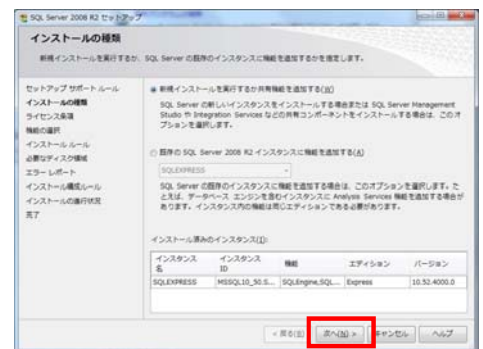 SQL Server 2008 R2 セットアップ
インストールの種類
新規インストールを実行するか、SQL Server の既存のインスタンスに機能を追加するかを指定します。
セットアップ サポート ルール
インストールの種類
ライセンス条項
機能の選択
インストール ルール
必要なディスク領域
エラー レポート
インストール構成ルール
インストールの進行状況
完了
新規インストールを実行するか共有機能を追加する(W)
SQL Server の新しいインスタンスをインストールする場合または SQL Server Management
Studio や Integration Services などの共有コンポーネントをインストールする場合は、このオ
プションを選択します。
既存の SQL Server 2008 R2 インスタンスに機能を追加する(A)
SQLEXPRESS
SQL Server の既存のインスタンスに機能を追加する場合は、このオプションを選択します。た
とえば、データベース エンジンを含むインスタンスに Analysis Services 機能を追加する場合が
あります。インスタンス内の機能は同じエディションである必要があります。
インストール済みのインスタンス(I):
インスタンス名 インスタンス ID 機能 エディション バージョン
SQLEXPRESS MSSQL10_50.S... SQLEngine,SQL... Express 10.52.4000.0
< 戻る(B) 次へ(N) > キャンセル ヘルプ